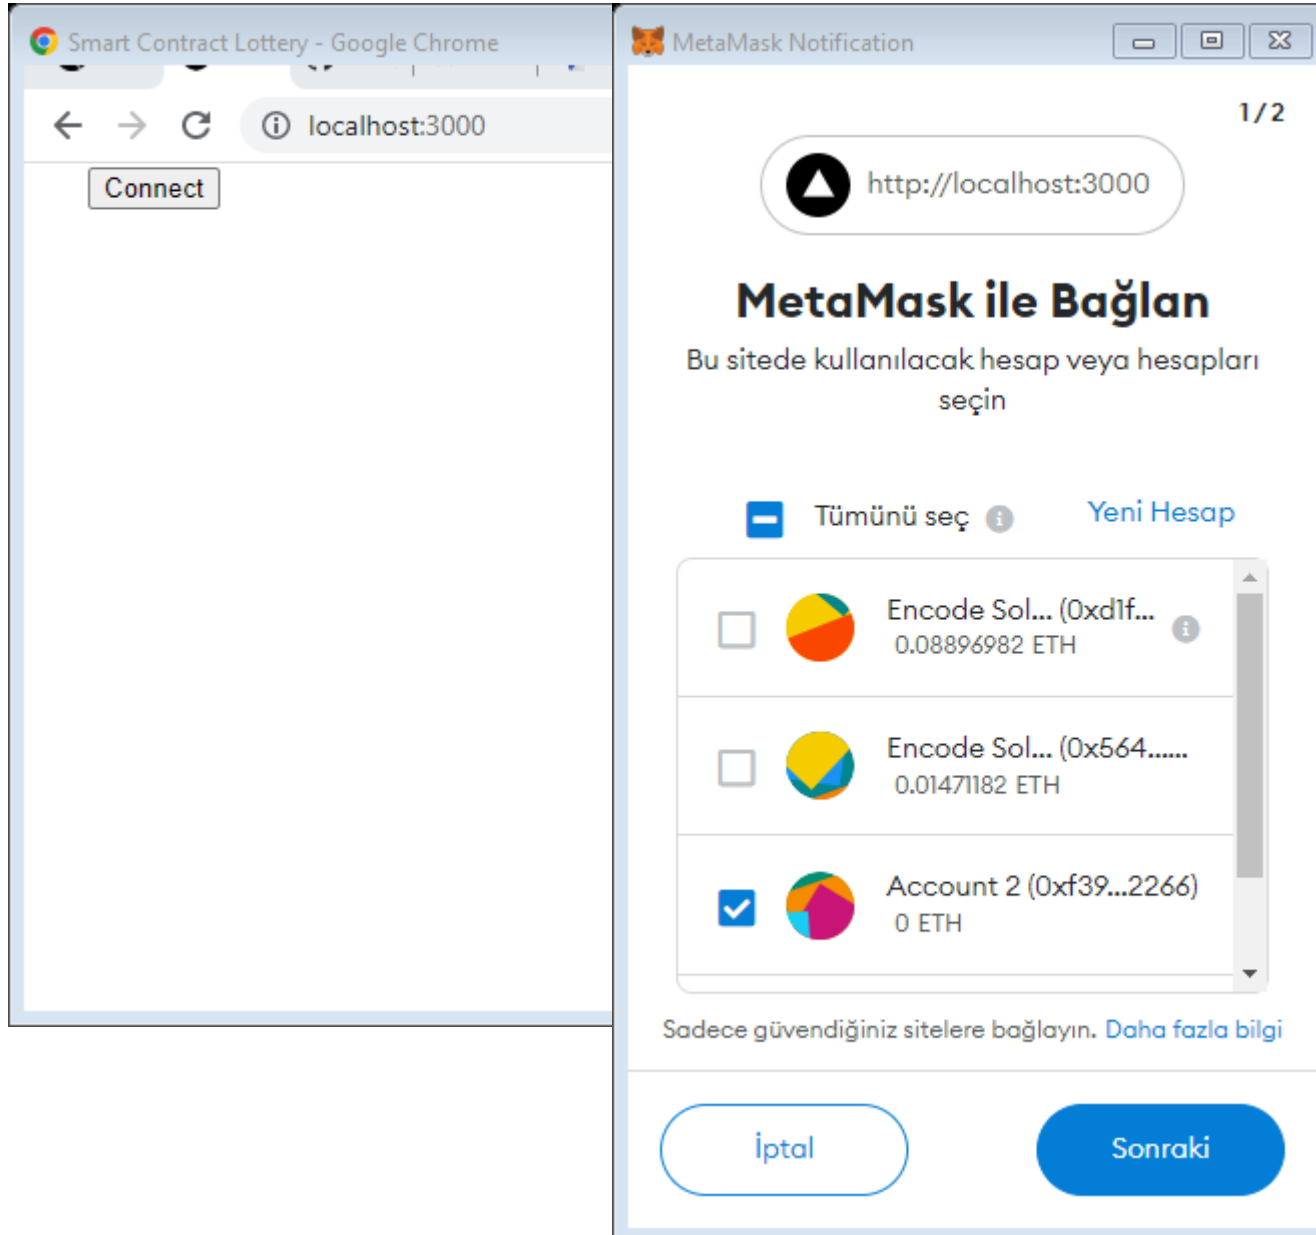 Smart Contract Lottery - Google Chrome
localhost:3000
Connect
MetaMask Notification
1/2
http://localhost:3000
MetaMask ile Bağlan
Bu sitede kullanılacak hesap veya hesapları
seçin
Tümünü seç
Yeni Hesap
Encode Sol... (0xd1f...
0.08896982 ETH
Encode Sol... (0x564......
0.01471182 ETH
Account 2 (0xf39...2266)
0 ETH
Sadece güvendiğiniz sitelere bağlayın. Daha fazla bilgi
İptal
Sonraki